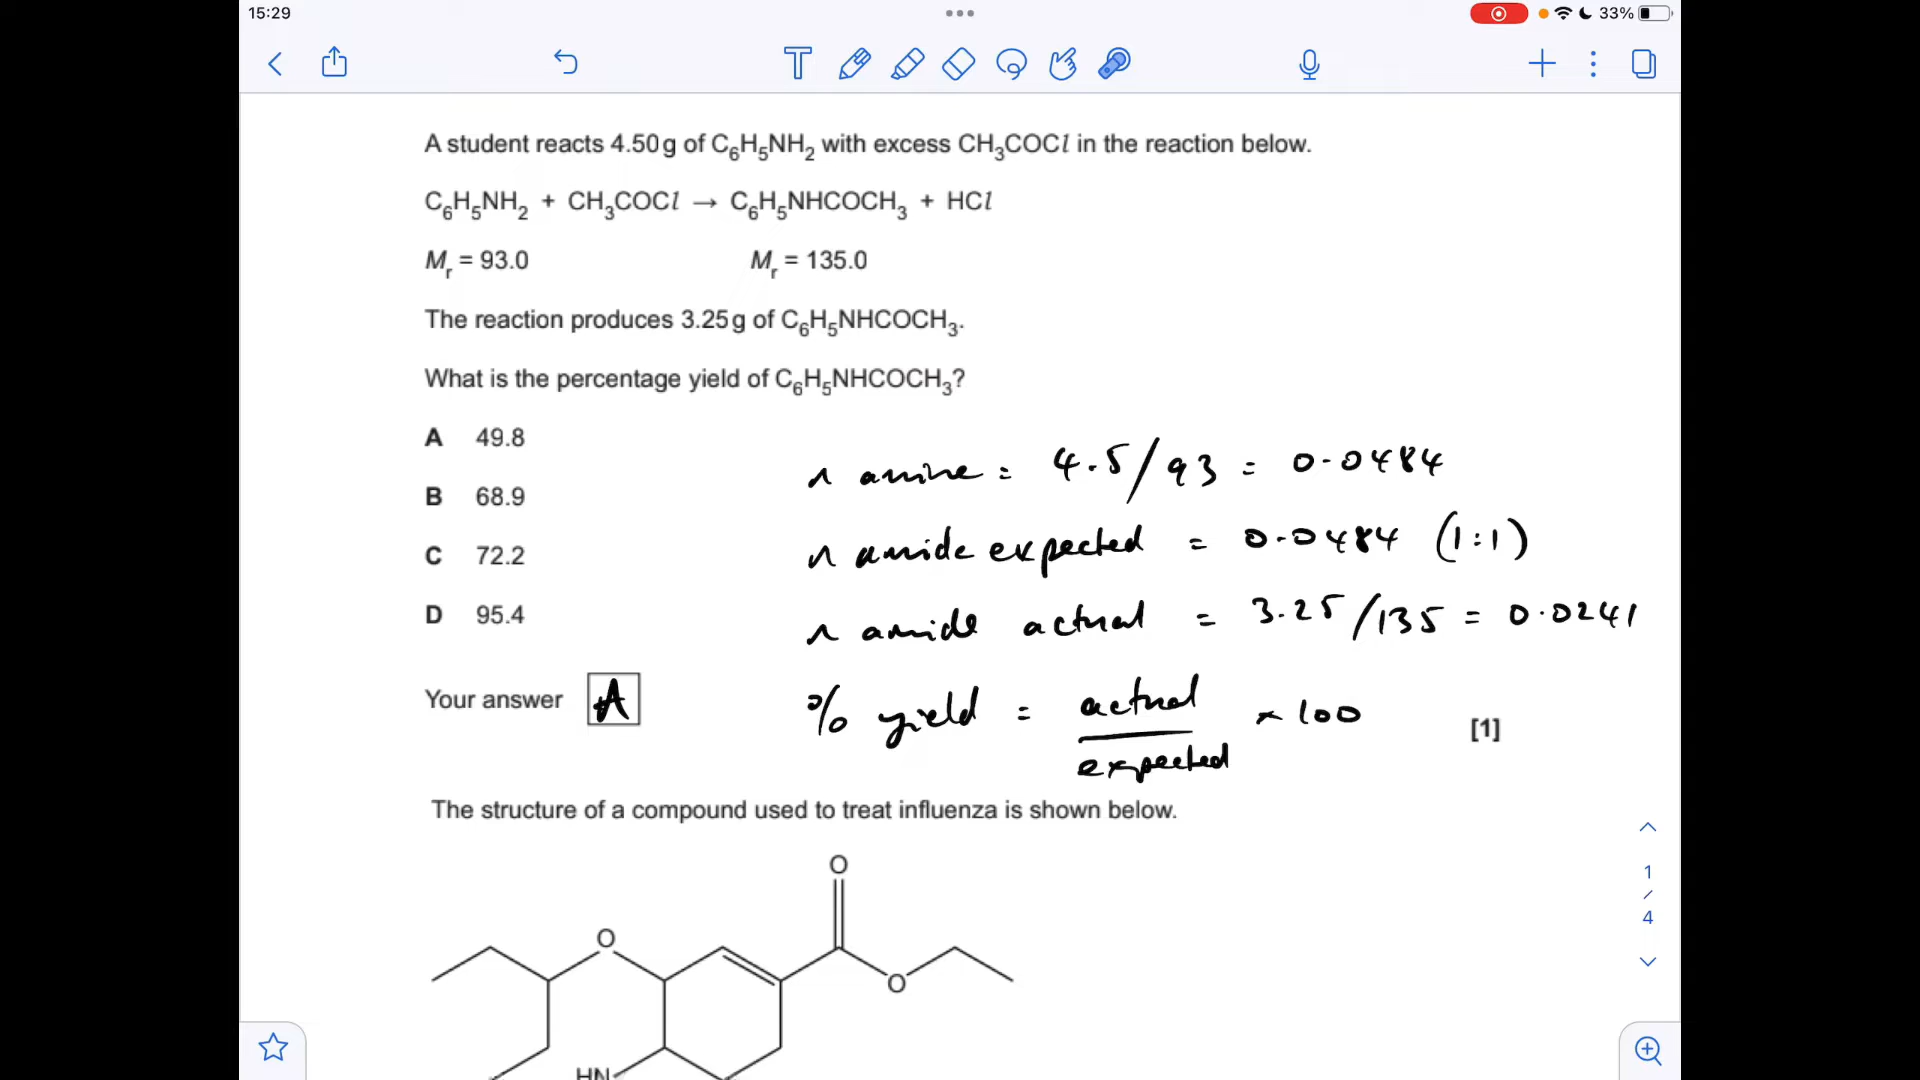 15:29
33%
A student reacts 4.50 g of C₆H₅NH₂ with excess CH₃COCl in the reaction below.
C₆H₅NH₂ + CH₃COCl → C₆H₅NHCOCH₃ + HCl
Mᵣ = 93.0 Mᵣ = 135.0
The reaction produces 3.25 g of C₆H₅NHCOCH₃.
What is the percentage yield of C₆H₅NHCOCH₃?
A 49.8
B 68.9
C 72.2
D 95.4
Your answer A
n amine = 4.5/93 = 0.0484
n amide expected = 0.0484 (1:1)
n amide actual = 3.25/135 = 0.0241
% yield = actual
expected
× 100
[1]
The structure of a compound used to treat influenza is shown below.
O
O
O
HN
1
/
4